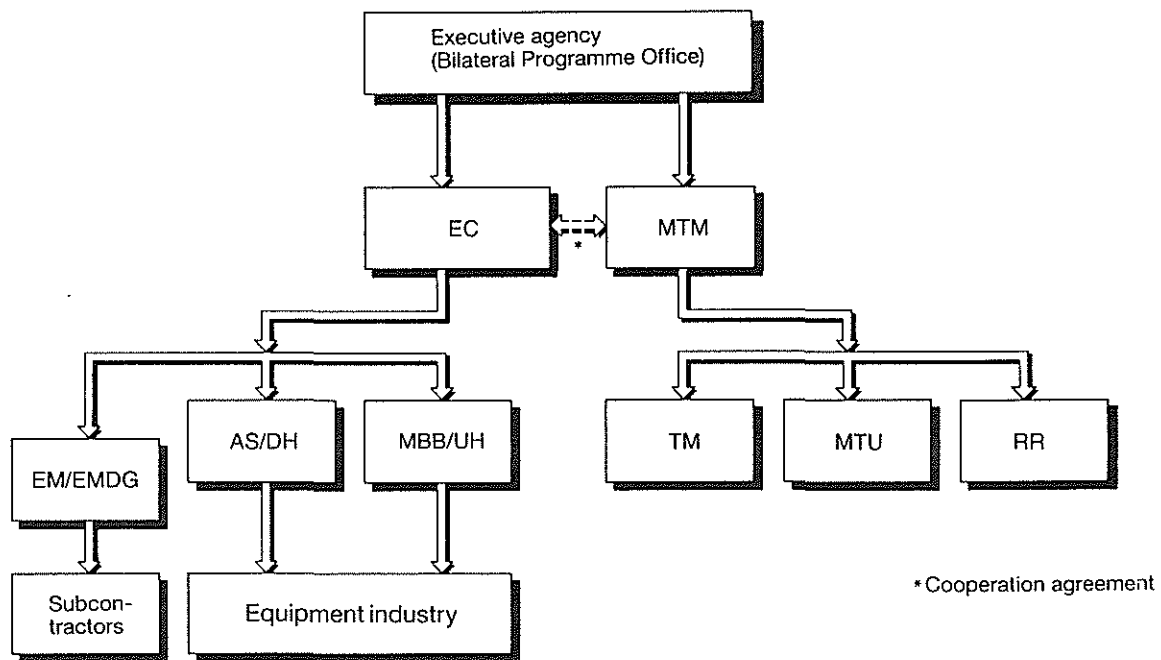 Executive agency
(Bilateral Programme Office)
EC
*
MTM
AS/DH
MBB/UH
TM
MTU
RR
EM/EMDG
Subcon-
tractors
Equipment industry
* Cooperation agreement